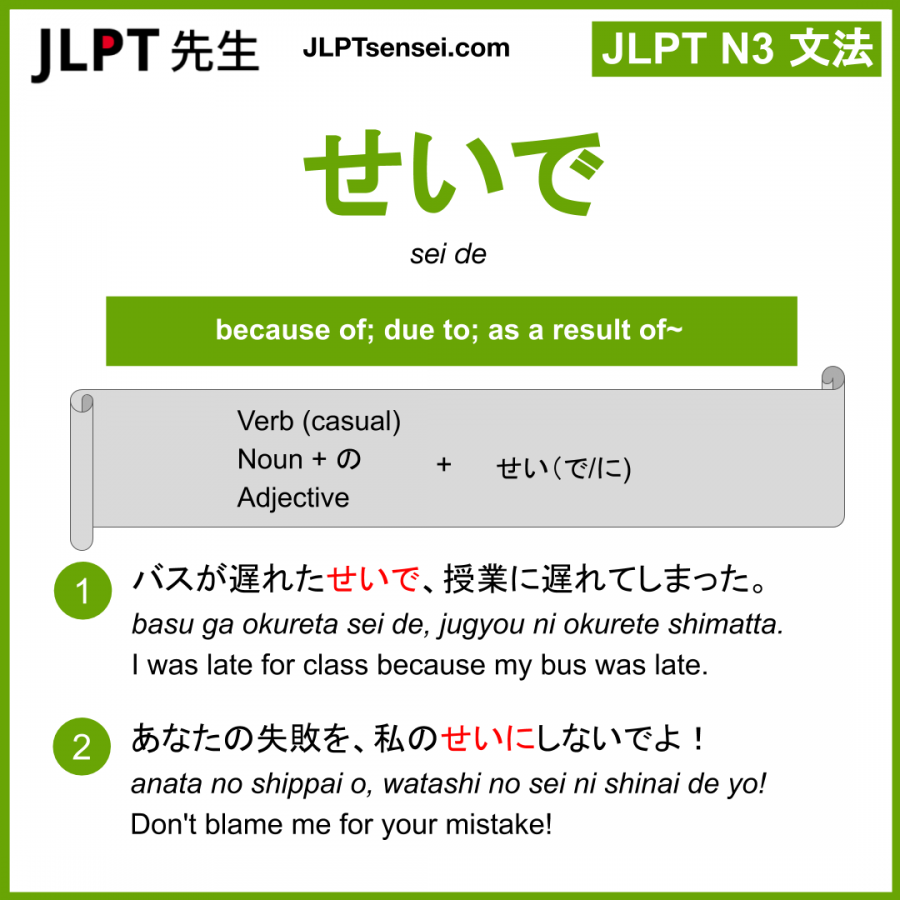 JLPT 先生
JLPTsensei.com
JLPT N3 文法
せいで
sei de
because of; due to; as a result of~
Verb (casual)
Noun + の
Adjective
+
せい（で/に)
1
バスが遅れたせいで、授業に遅れてしまった。
basu ga okureta sei de, jugyou ni okurete shimatta.
I was late for class because my bus was late.
2
あなたの失敗を、私のせいにしないでよ！
anata no shippai o, watashi no sei ni shinai de yo!
Don't blame me for your mistake!